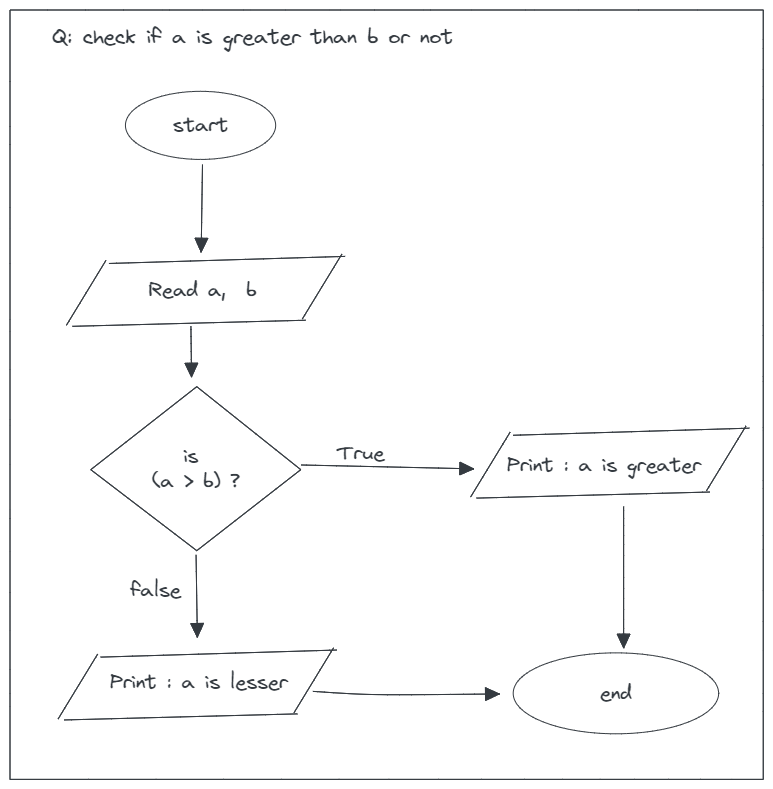 Q: check if a is greater than b or not
start
Read a, b
is
(a > b) ?
True
Print : a is greater
false
Print : a is lesser
end